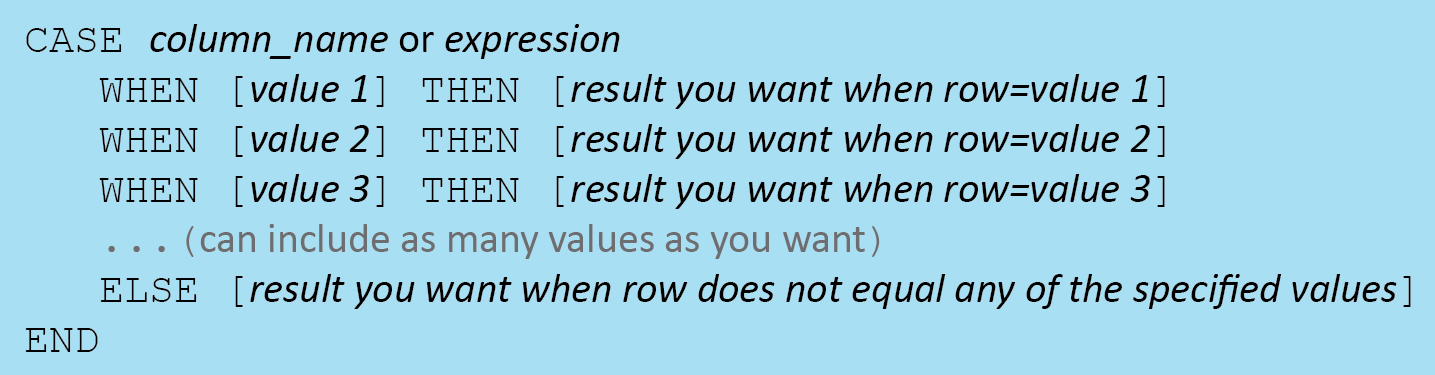 CASE column_name or expression
WHEN [value 1] THEN [result you want when row=value 1]
WHEN [value 2] THEN [result you want when row=value 2]
WHEN [value 3] THEN [result you want when row=value 3]
...(can include as many values as you want)
ELSE [result you want when row does not equal any of the specified values]
END